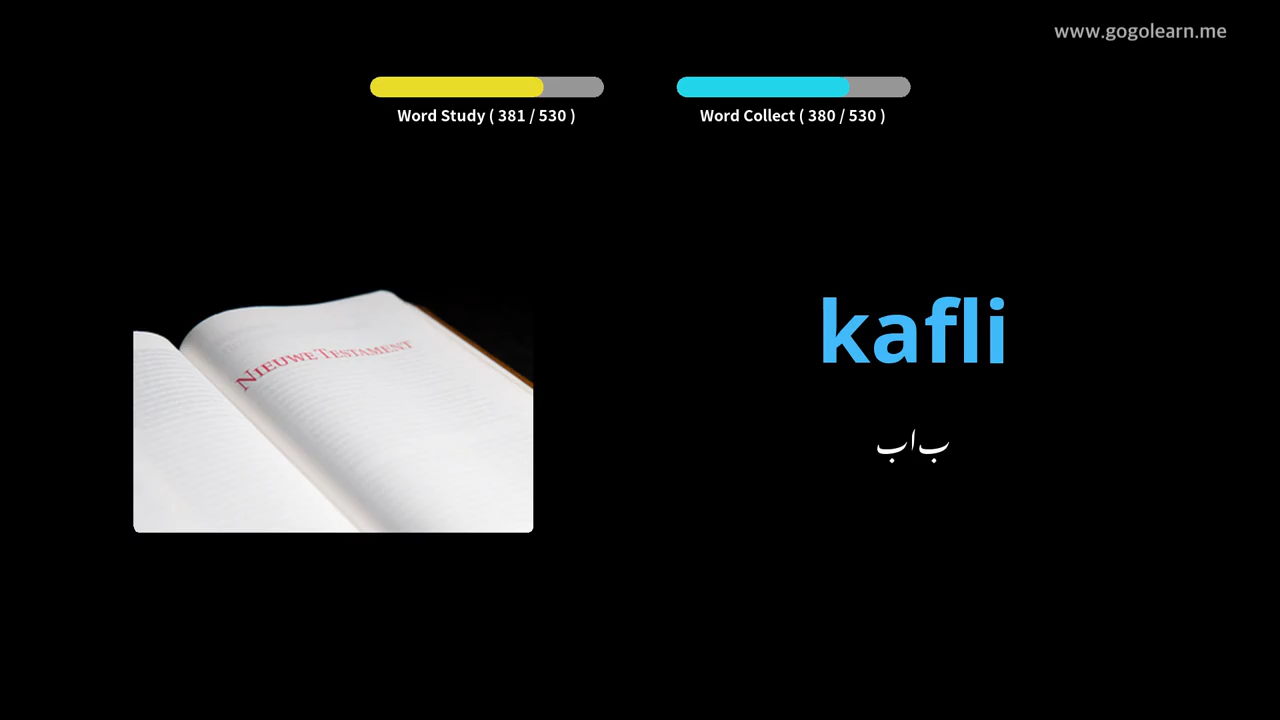 www.gogolearn.me
Word Study ( 381 / 530 )
Word Collect ( 380 / 530 )
NIEUWE TESTAMENT
kafli
باب